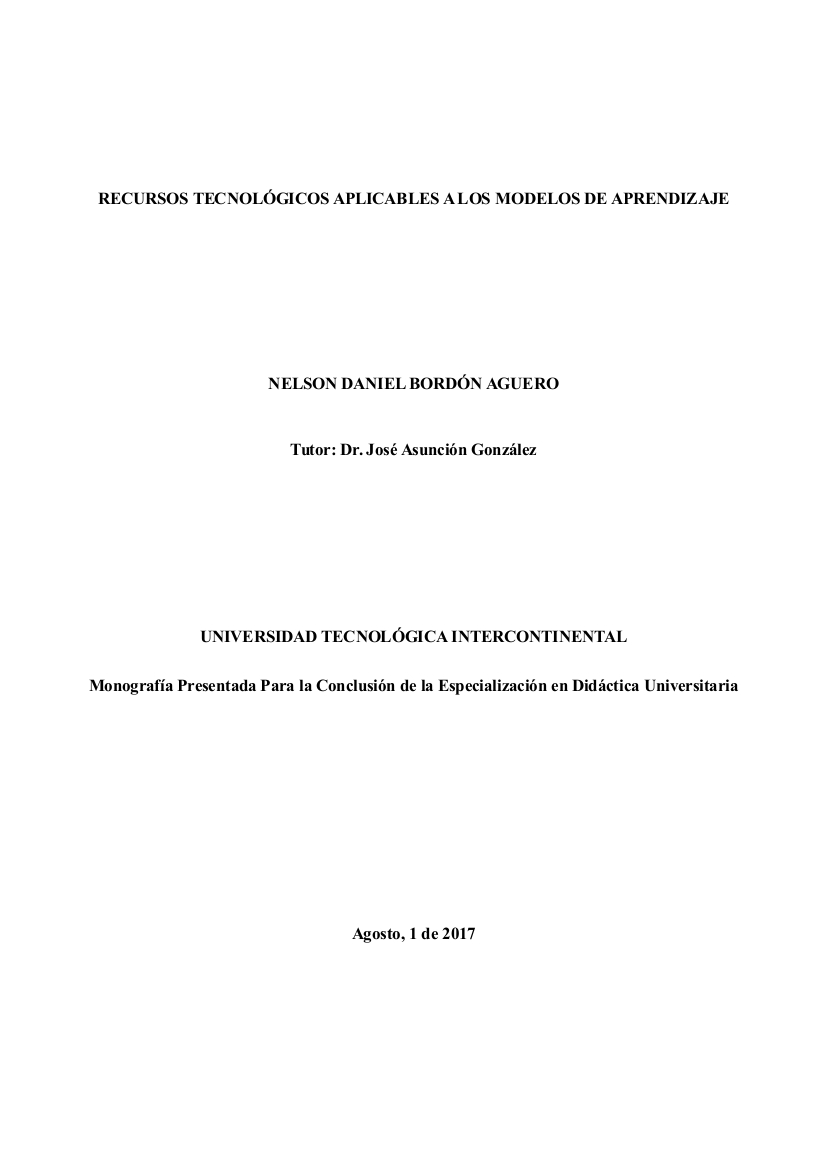 RECURSOS TECNOLÓGICOS APLICABLES A LOS MODELOS DE APRENDIZAJE
NELSON DANIEL BORDÓN AGUERO
Tutor: Dr. José Asunción González
UNIVERSIDAD TECNOLÓGICA INTERCONTINENTAL
Monografía Presentada Para la Conclusión de la Especialización en Didáctica Universitaria
Agosto, 1 de 2017